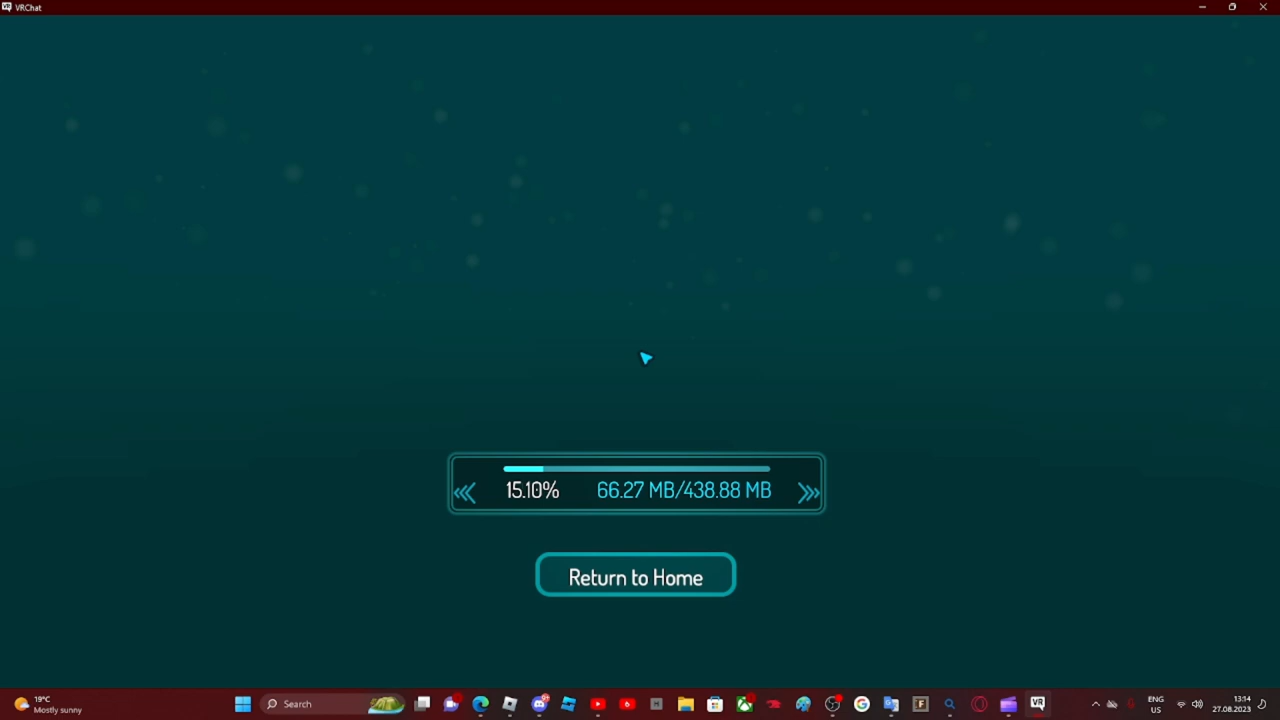 VRChat
15.10% 66.27 MB/438.88 MB
Return to Home
19°C
Mostly sunny
Search
ENG
US
13:14
27.08.2023